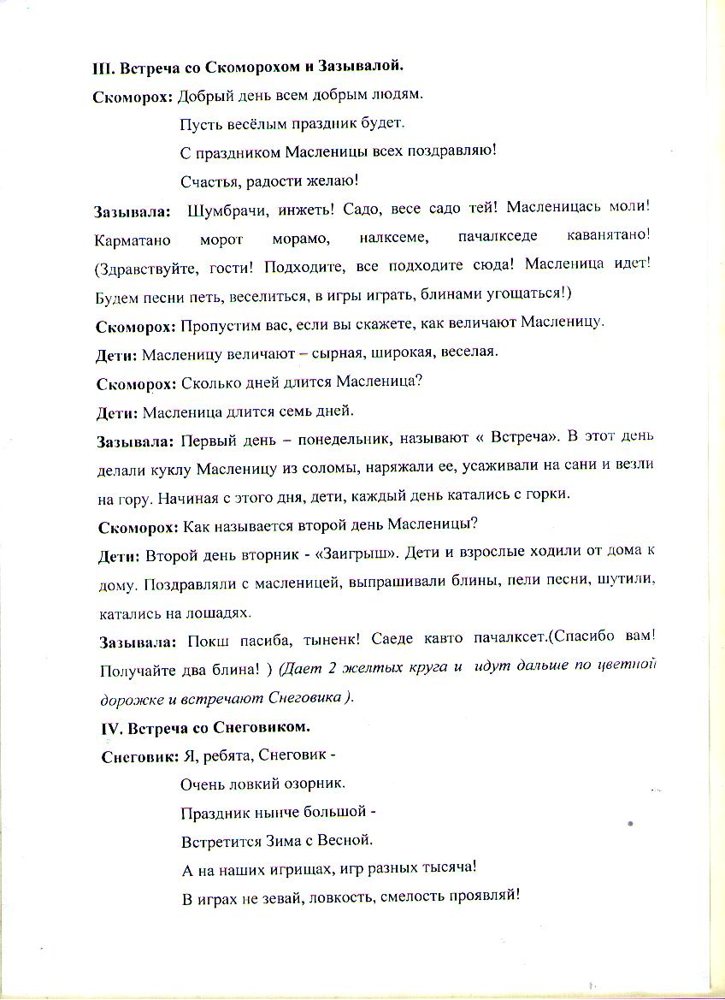 III. Встреча со Скоморохом и Зазывалой.
Скоморох: Добрый день всем добрым людям.
Пусть весёлым праздник будет.
С праздником Масленицы всех поздравляю!
Счастья, радости желаю!
Зазывала: Шумбрачи, инжеть! Садо, весе садо тей! Масленицась моли!
Карматано морот морамо, налксеме, пачалкседе каванятано!
(Здравствуйте, гости! Подходите, все подходите сюда! Масленица идет!
Будем песни петь, веселиться, в игры играть, блинами угощаться!)
Скоморох: Пропустим вас, если вы скажете, как величают Масленицу.
Дети: Масленицу величают – сырная, широкая, веселая.
Скоморох: Сколько дней длится Масленица?
Дети: Масленица длится семь дней.
Зазывала: Первый день – понедельник, называют « Встреча». В этот день
делали куклу Масленицу из соломы, наряжали ее, усаживали на сани и везли
на гору. Начиная с этого дня, дети, каждый день катались с горки.
Скоморох: Как называется второй день Масленицы?
Дети: Второй день вторник - «Заигрыш». Дети и взрослые ходили от дома к
дому. Поздравляли с масленицей, выпрашивали блины, пели песни, шутили,
катались на лошадях.
Зазывала: Покш пасиба, тыненк! Саеде кавто пачалксет.(Спасибо вам!
Получайте два блина! ) (Дает 2 желтых круга и идут дальше по цветной
дорожке и встречают Снеговика ).
IV. Встреча со Снеговиком.
Снеговик: Я, ребята, Снеговик -
Очень ловкий озорник.
Праздник нынче большой -
Встретится Зима с Весной.
А на наших игрищах, игр разных тысяча!
В играх не зевай, ловкость, смелость проявляй!